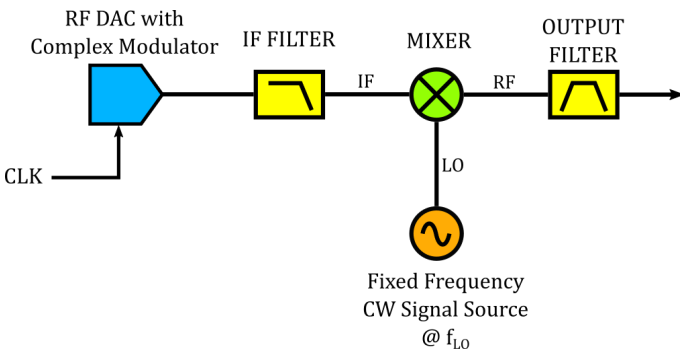 RF DAC with
Complex Modulator
IF FILTER
MIXER
OUTPUT
FILTER
IF
RF
CLK
LO
Fixed Frequency
CW Signal Source
@ fLO